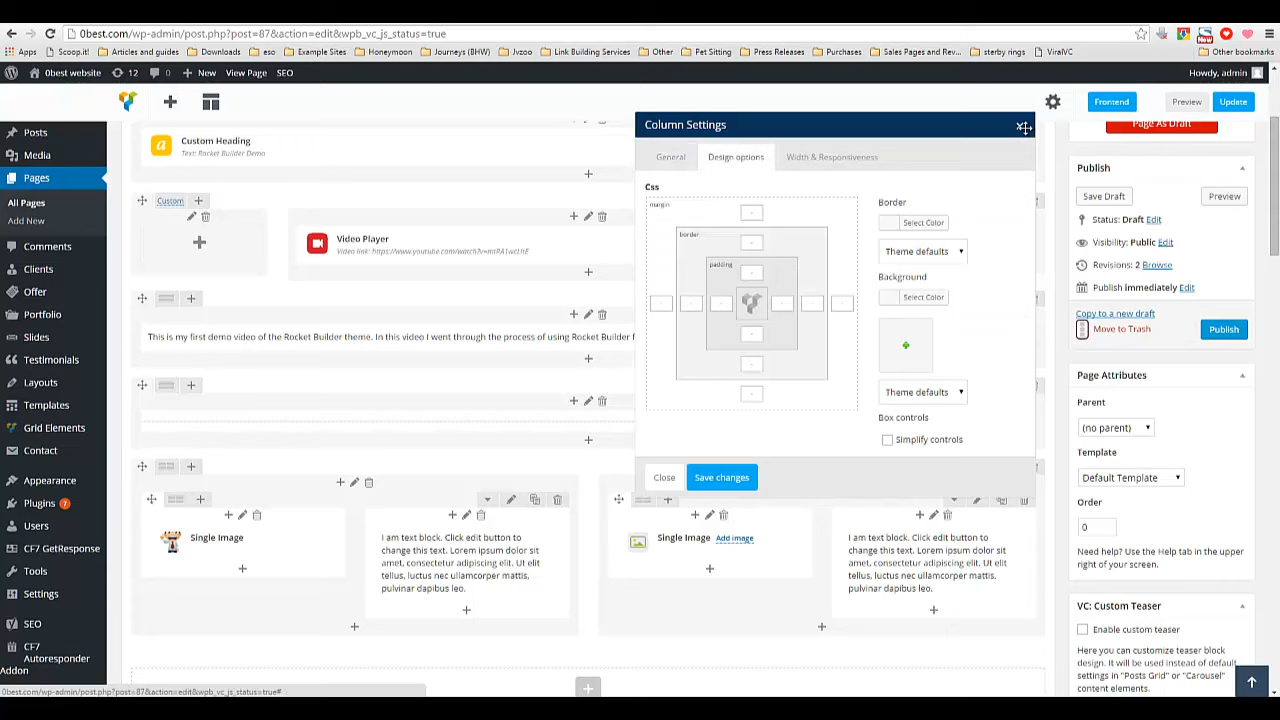 0best.com/wp-admin/post.php?post=87&action=edit&wpb_vc_js_status=true
Apps Scoop.it! Articles and guides Downloads eso Example Sites Honeymoon Journeys (BHW) Jvzoo Link Building Services Other Pet Sitting Press Releases Purchases Sales Pages and Rev... sterby rings ViralVC Other bookmarks
0best website 12 New View Page SEO Howdy, admin
Frontend Preview Update
Posts
Media
Pages
All Pages
Add New
Comments
Clients
Offer
Portfolio
Slides
Testimonials
Layouts
Templates
Grid Elements
Contact
Appearance
Plugins 7
Users
CF7 GetResponse
Tools
Settings
SEO
CF7
Autoresponder
Addon
Custom Heading
Text: Rocket Builder Demo
Custom
Video Player
This is my first demo video of the Rocket Builder theme. In this video I went through the process of using Rocket Builder f
Single Image
I am text block. Click edit button to
change this text. Lorem ipsum dolor sit
amet, consectetur adipiscing elit. Ut elit
tellus, luctus nec ullamcorper mattis,
pulvinar dapibus leo.
Single Image Add image
I am text block. Click edit button to
change this text. Lorem ipsum dolor sit
amet, consectetur adipiscing elit. Ut elit
tellus, luctus nec ullamcorper mattis,
pulvinar dapibus leo.
Column Settings
General Design options Width & Responsiveness
Css
margin
border
padding
Border
Select Color
Theme defaults
Background
Select Color
Theme defaults
Box controls
Simplify controls
Close Save changes
Page As Draft
Publish
Save Draft Preview
Status: Draft Edit
Visibility: Public Edit
Revisions: 2 Browse
Publish immediately Edit
Copy to a new draft
Move to Trash
Publish
Page Attributes
Parent
(no parent)
Template
Default Template
Order
0
Need help? Use the Help tab in the upper
right of your screen.
VC: Custom Teaser
Enable custom teaser
Here you can customize teaser block
design. It will be used instead of default
settings in "Posts Grid" or "Carousel"
content elements.
0best.com/wp-admin/post.php?post=87&action=edit&wpb_vc_js_status=true#